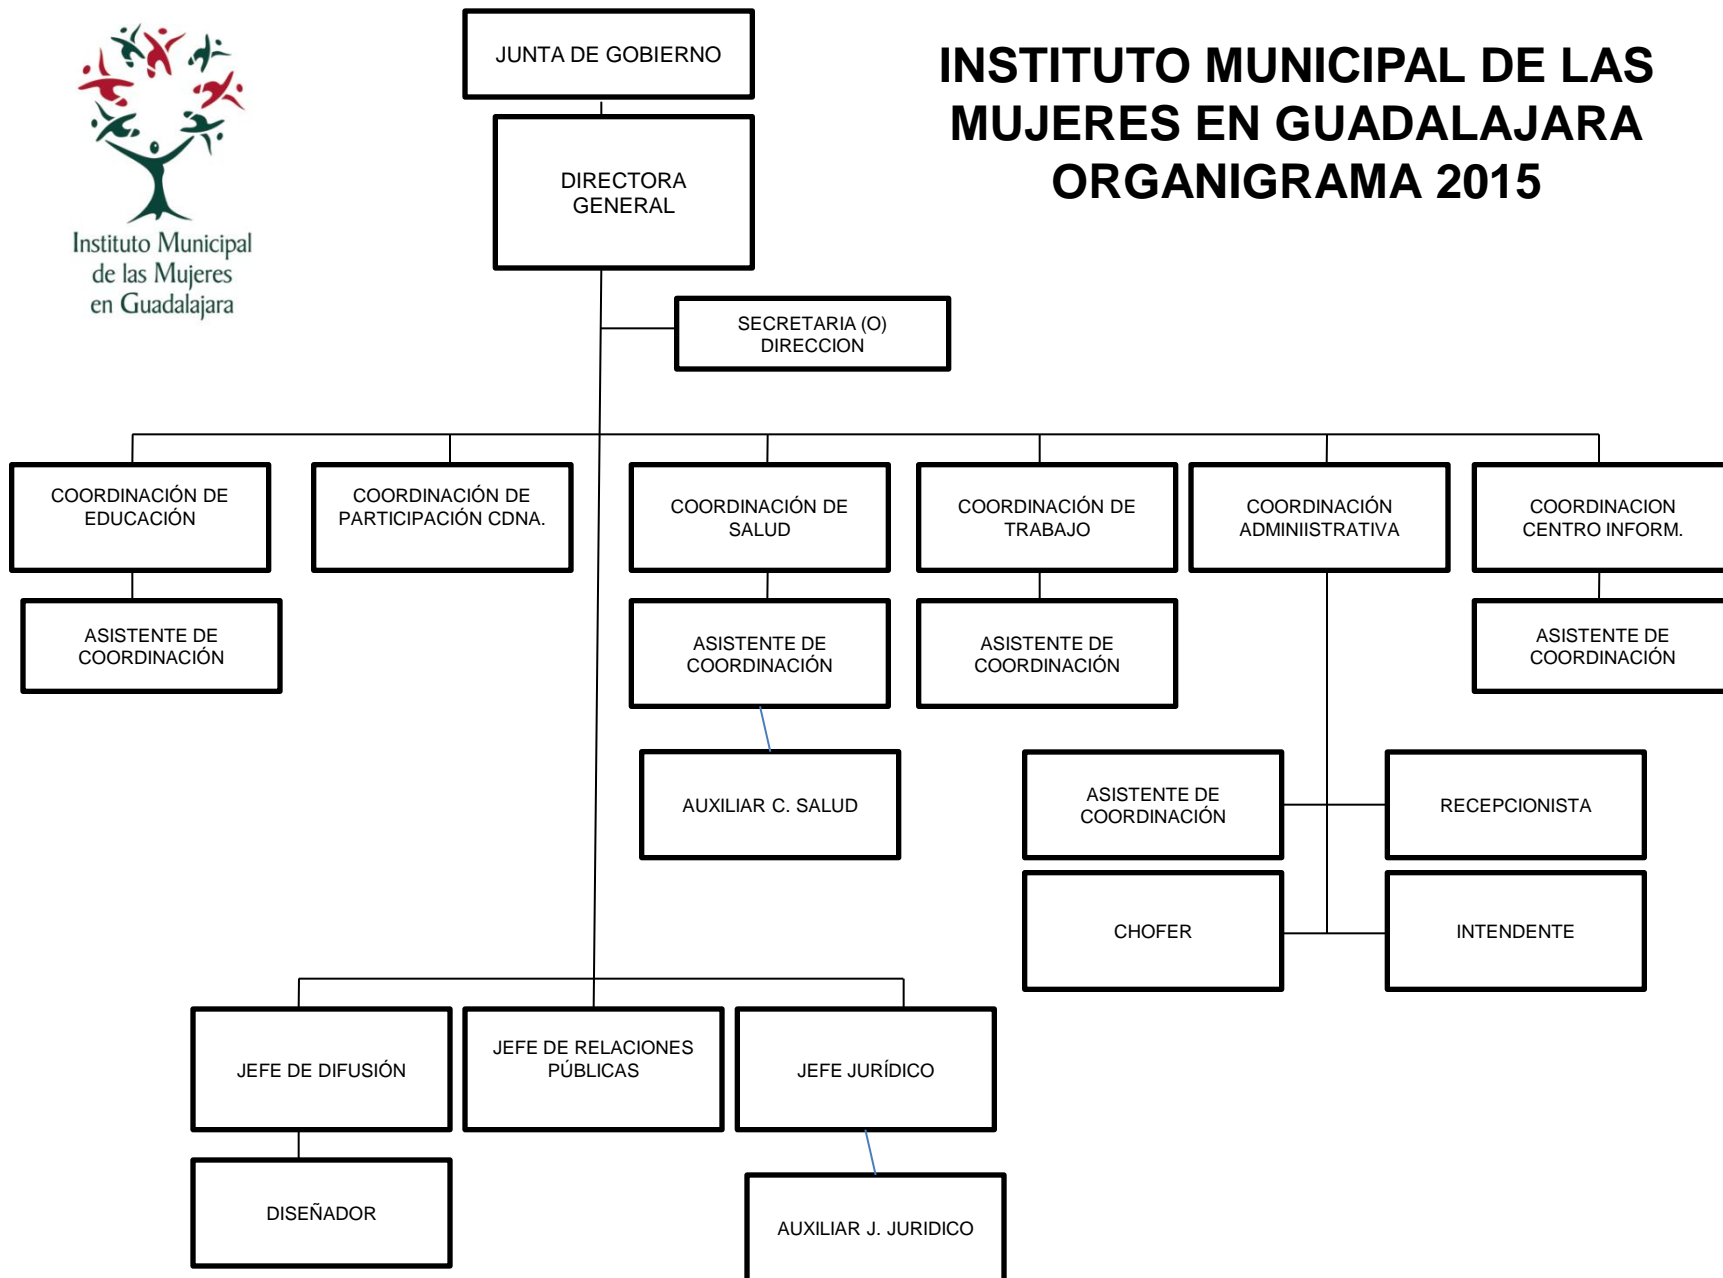 JUNTA DE GOBIERNO
INSTITUTO MUNICIPAL DE LAS
MUJERES EN GUADALAJARA
ORGANIGRAMA 2015
Instituto Municipal
de las Mujeres
en Guadalajara
DIRECTORA
GENERAL
SECRETARIA (O)
DIRECCION
COORDINACIÓN DE
EDUCACIÓN
COORDINACIÓN DE
PARTICIPACIÓN CDNA.
COORDINACIÓN DE
SALUD
COORDINACIÓN DE
TRABAJO
COORDINACIÓN
ADMINIISTRATIVA
COORDINACION
CENTRO INFORM.
ASISTENTE DE
COORDINACIÓN
ASISTENTE DE
COORDINACIÓN
ASISTENTE DE
COORDINACIÓN
ASISTENTE DE
COORDINACIÓN
AUXILIAR C. SALUD
ASISTENTE DE
COORDINACIÓN
RECEPCIONISTA
CHOFER
INTENDENTE
JEFE DE DIFUSIÓN
JEFE DE RELACIONES
PÚBLICAS
JEFE JURÍDICO
DISEÑADOR
AUXILIAR J. JURIDICO